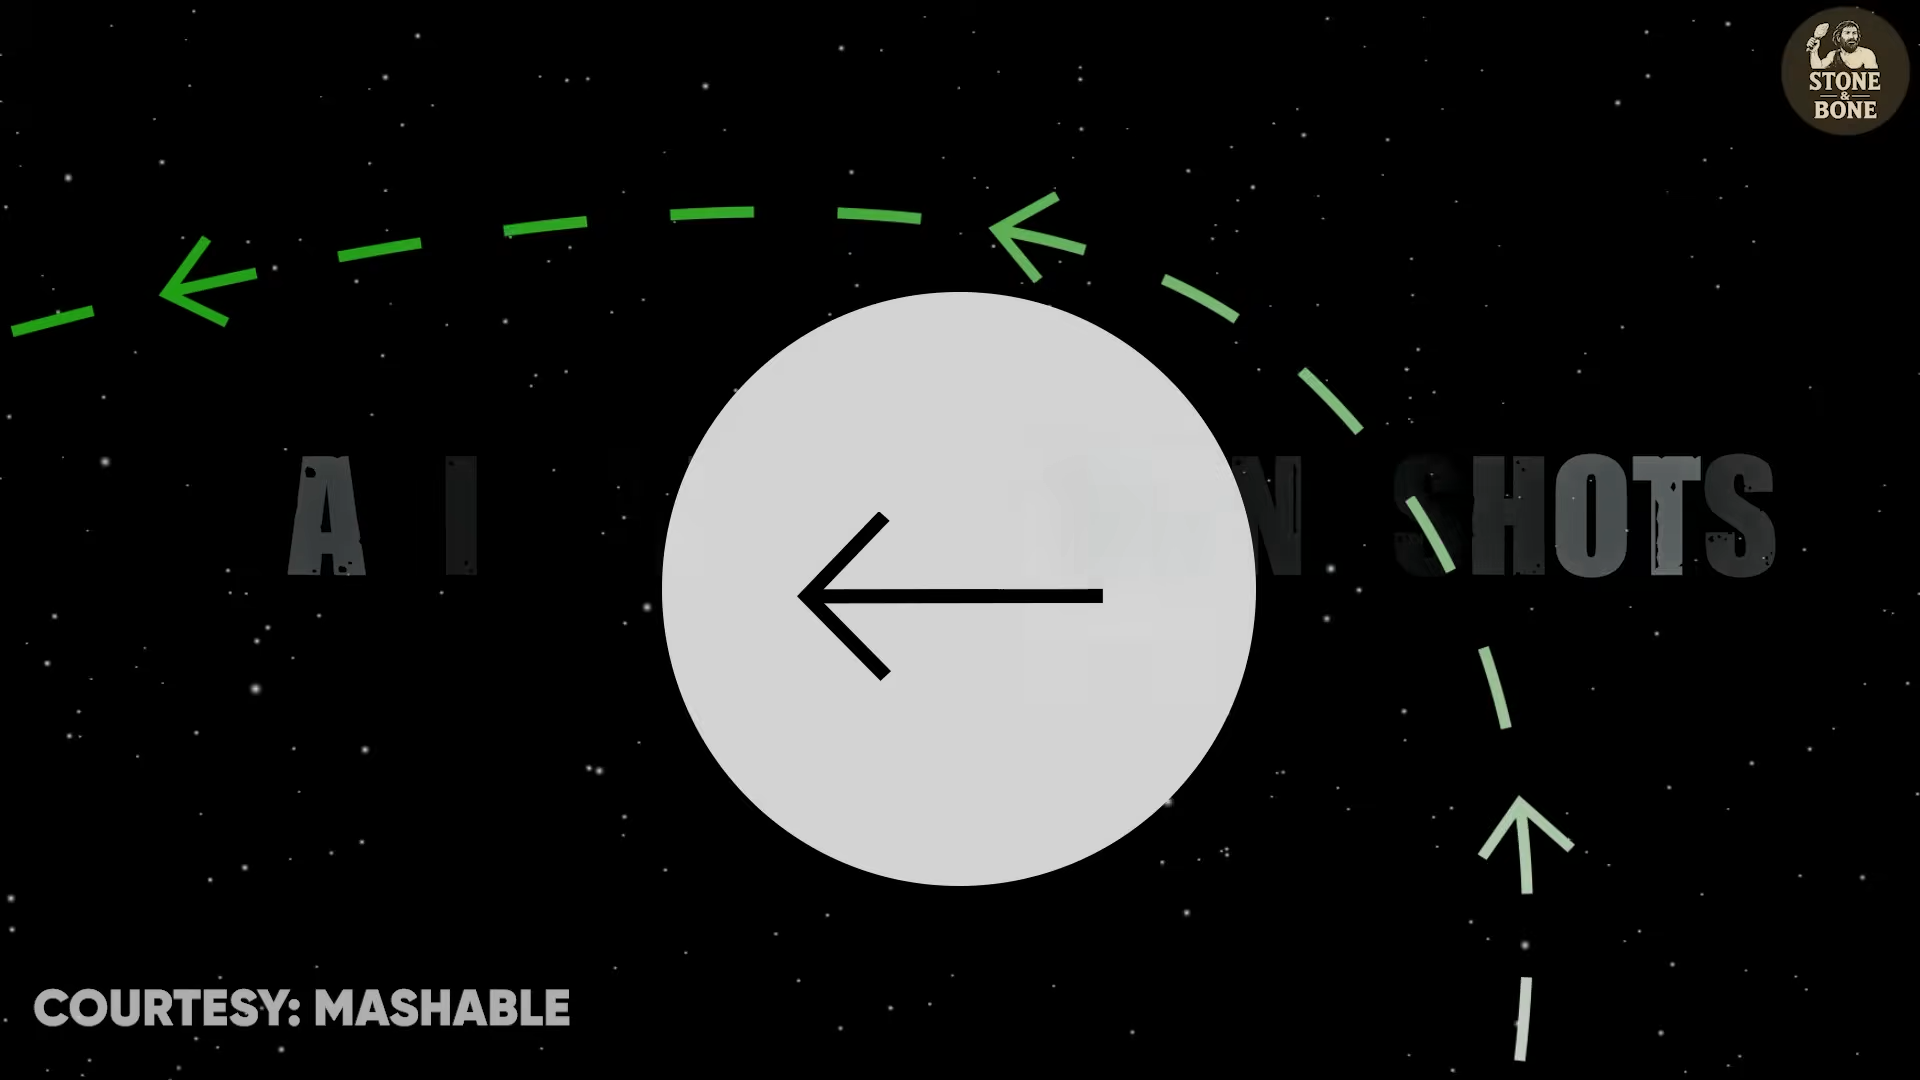 STONE
&
BONE
A I N SHOTS
COURTESY: MASHABLE